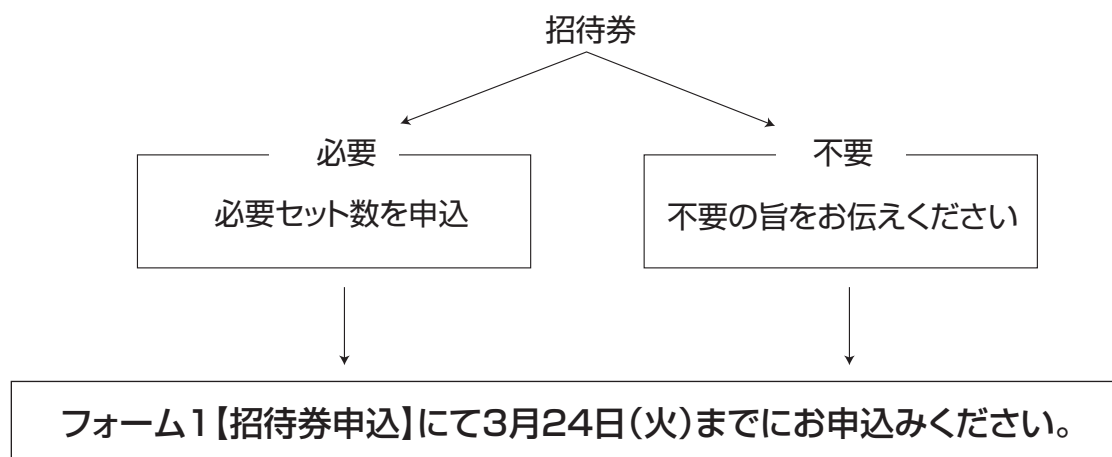 招待券
必要
不要
必要セット数を申込
不要の旨をお伝えください
フォーム1【招待券申込】にて3月24日(火)までにお申込みください。